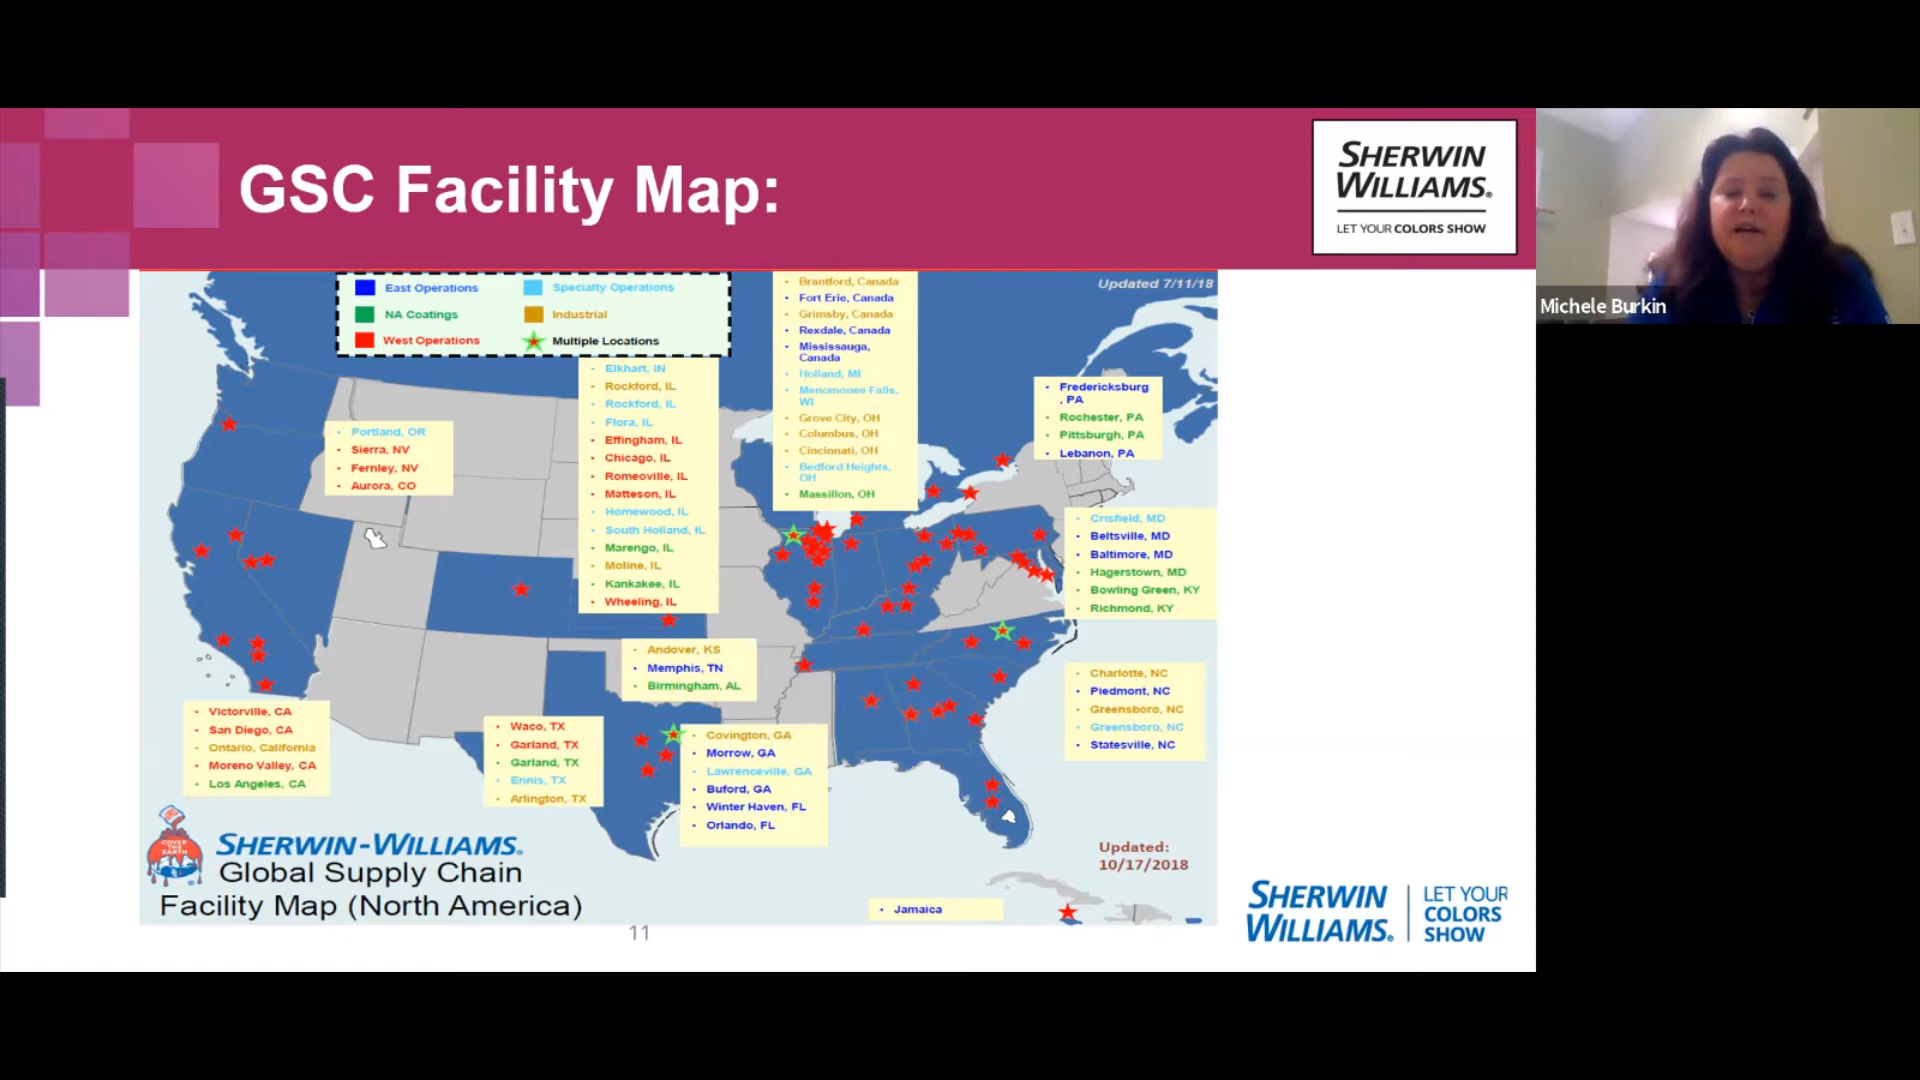 GSC Facility Map:
SHERWIN
WILLIAMS.
LET YOUR COLORS SHOW
Michele Burkin
East Operations
Specialty Operations
NA Coatings
Industrial
West Operations
Multiple Locations
Updated 7/11/18
Brantford, Canada
Fort Erie, Canada
Grimsby, Canada
Rexdale, Canada
Mississauga,
Canada
Holland, MI
Menomonee Falls,
WI
Grove City, OH
Columbus, OH
Cincinnati, OH
Bedford Heights,
OH
Massillon, OH
Elkhart, IN
Rockford, IL
Rockford, IL
Flora, IL
Effingham, IL
Chicago, IL
Romeoville, IL
Matteson, IL
Homewood, IL
South Holland, IL
Marengo, IL
Moline, IL
Kankakee, IL
Wheeling, IL
Fredericksburg
, PA
Rochester, PA
Pittsburgh, PA
Lebanon, PA
Portland, OR
Sierra, NV
Fernley, NV
Aurora, CO
Crisfield, MD
Beltsville, MD
Baltimore, MD
Hagerstown, MD
Bowling Green, KY
Richmond, KY
Andover, KS
Memphis, TN
Birmingham, AL
Charlotte, NC
Piedmont, NC
Greensboro, NC
Greensboro, NC
Statesville, NC
Victorville, CA
San Diego, CA
Ontario, California
Moreno Valley, CA
Los Angeles, CA
Waco, TX
Garland, TX
Garland, TX
Ennis, TX
Arlington, TX
Covington, GA
Morrow, GA
Lawrenceville, GA
Buford, GA
Winter Haven, FL
Orlando, FL
COVER
THE
EARTH
SHERWIN-WILLIAMS.
Global Supply Chain
Facility Map (North America)
Updated:
10/17/2018
Jamaica
11
SHERWIN
WILLIAMS.
LET YOUR
COLORS
SHOW